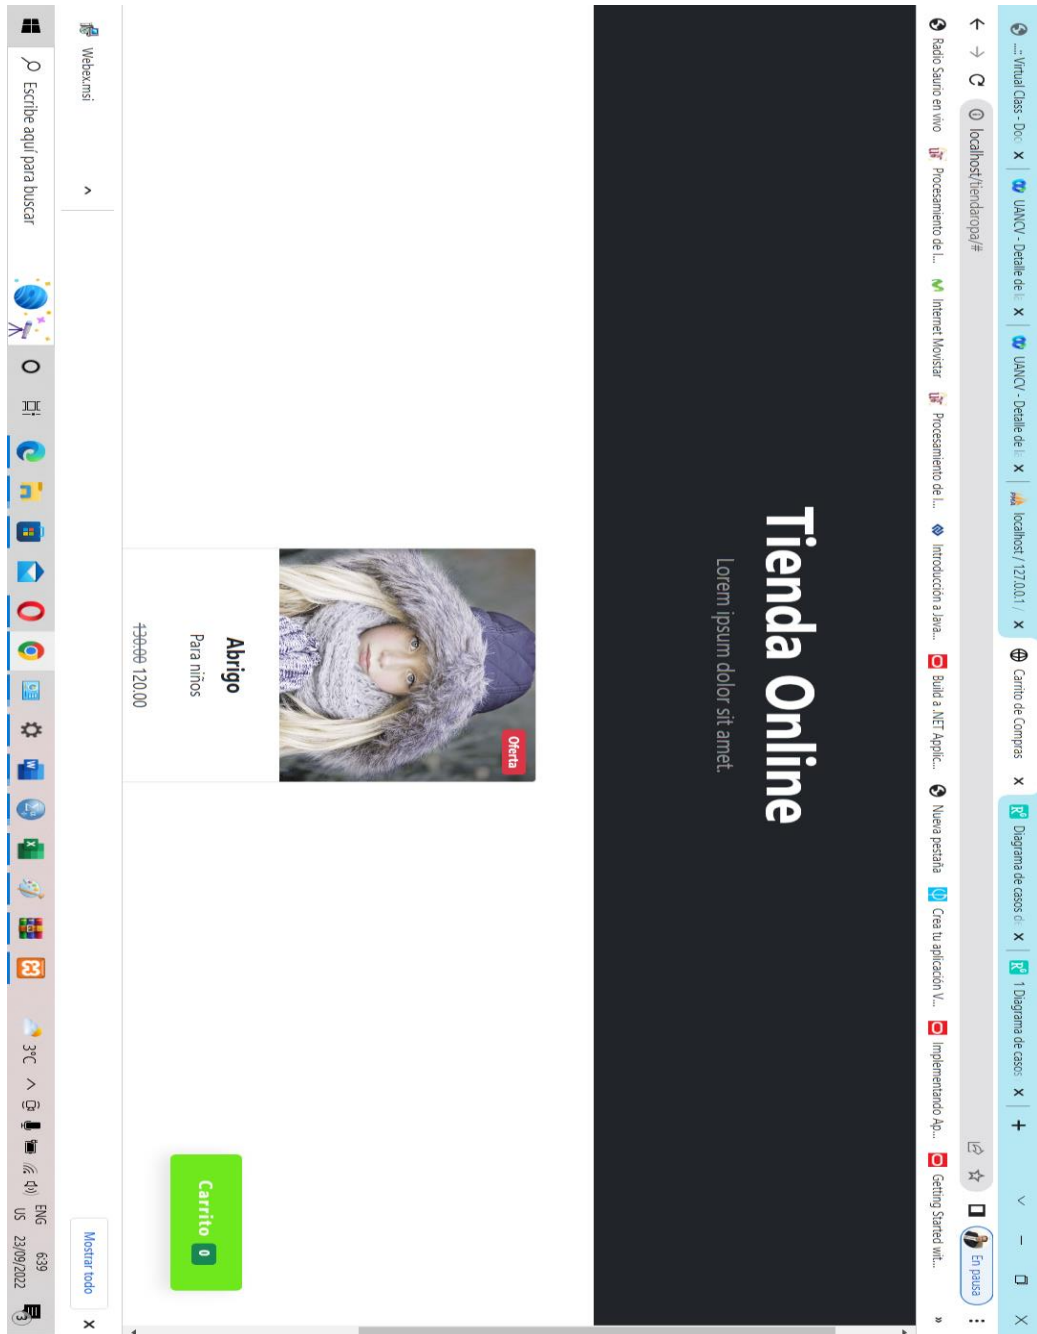 ...:: Virtual Class - Doc
UANCV - Detalle de la
UANCV - Detalle de la
localhost / 127.0.0.1 /
Carrito de Compras
Diagrama de casos de
1 Diagrama de casos
localhost/tiendaropa/#
En pausa
Radio Saurio en vivo
Procesamiento de l...
Internet Movistar
Procesamiento de l...
Introducción a Java...
Build a .NET Applic...
Nueva pestaña
Crea tu aplicación V...
Implementando Ap...
Getting Started wit...
Tienda Online
Lorem ipsum dolor sit amet.
Oferta
Abrigo
Para niños
130.00 120.00
Carrito 0
Webex.msi
Mostrar todo
Escribe aquí para buscar
3°C
ENG
US
6:39
23/09/2022
3